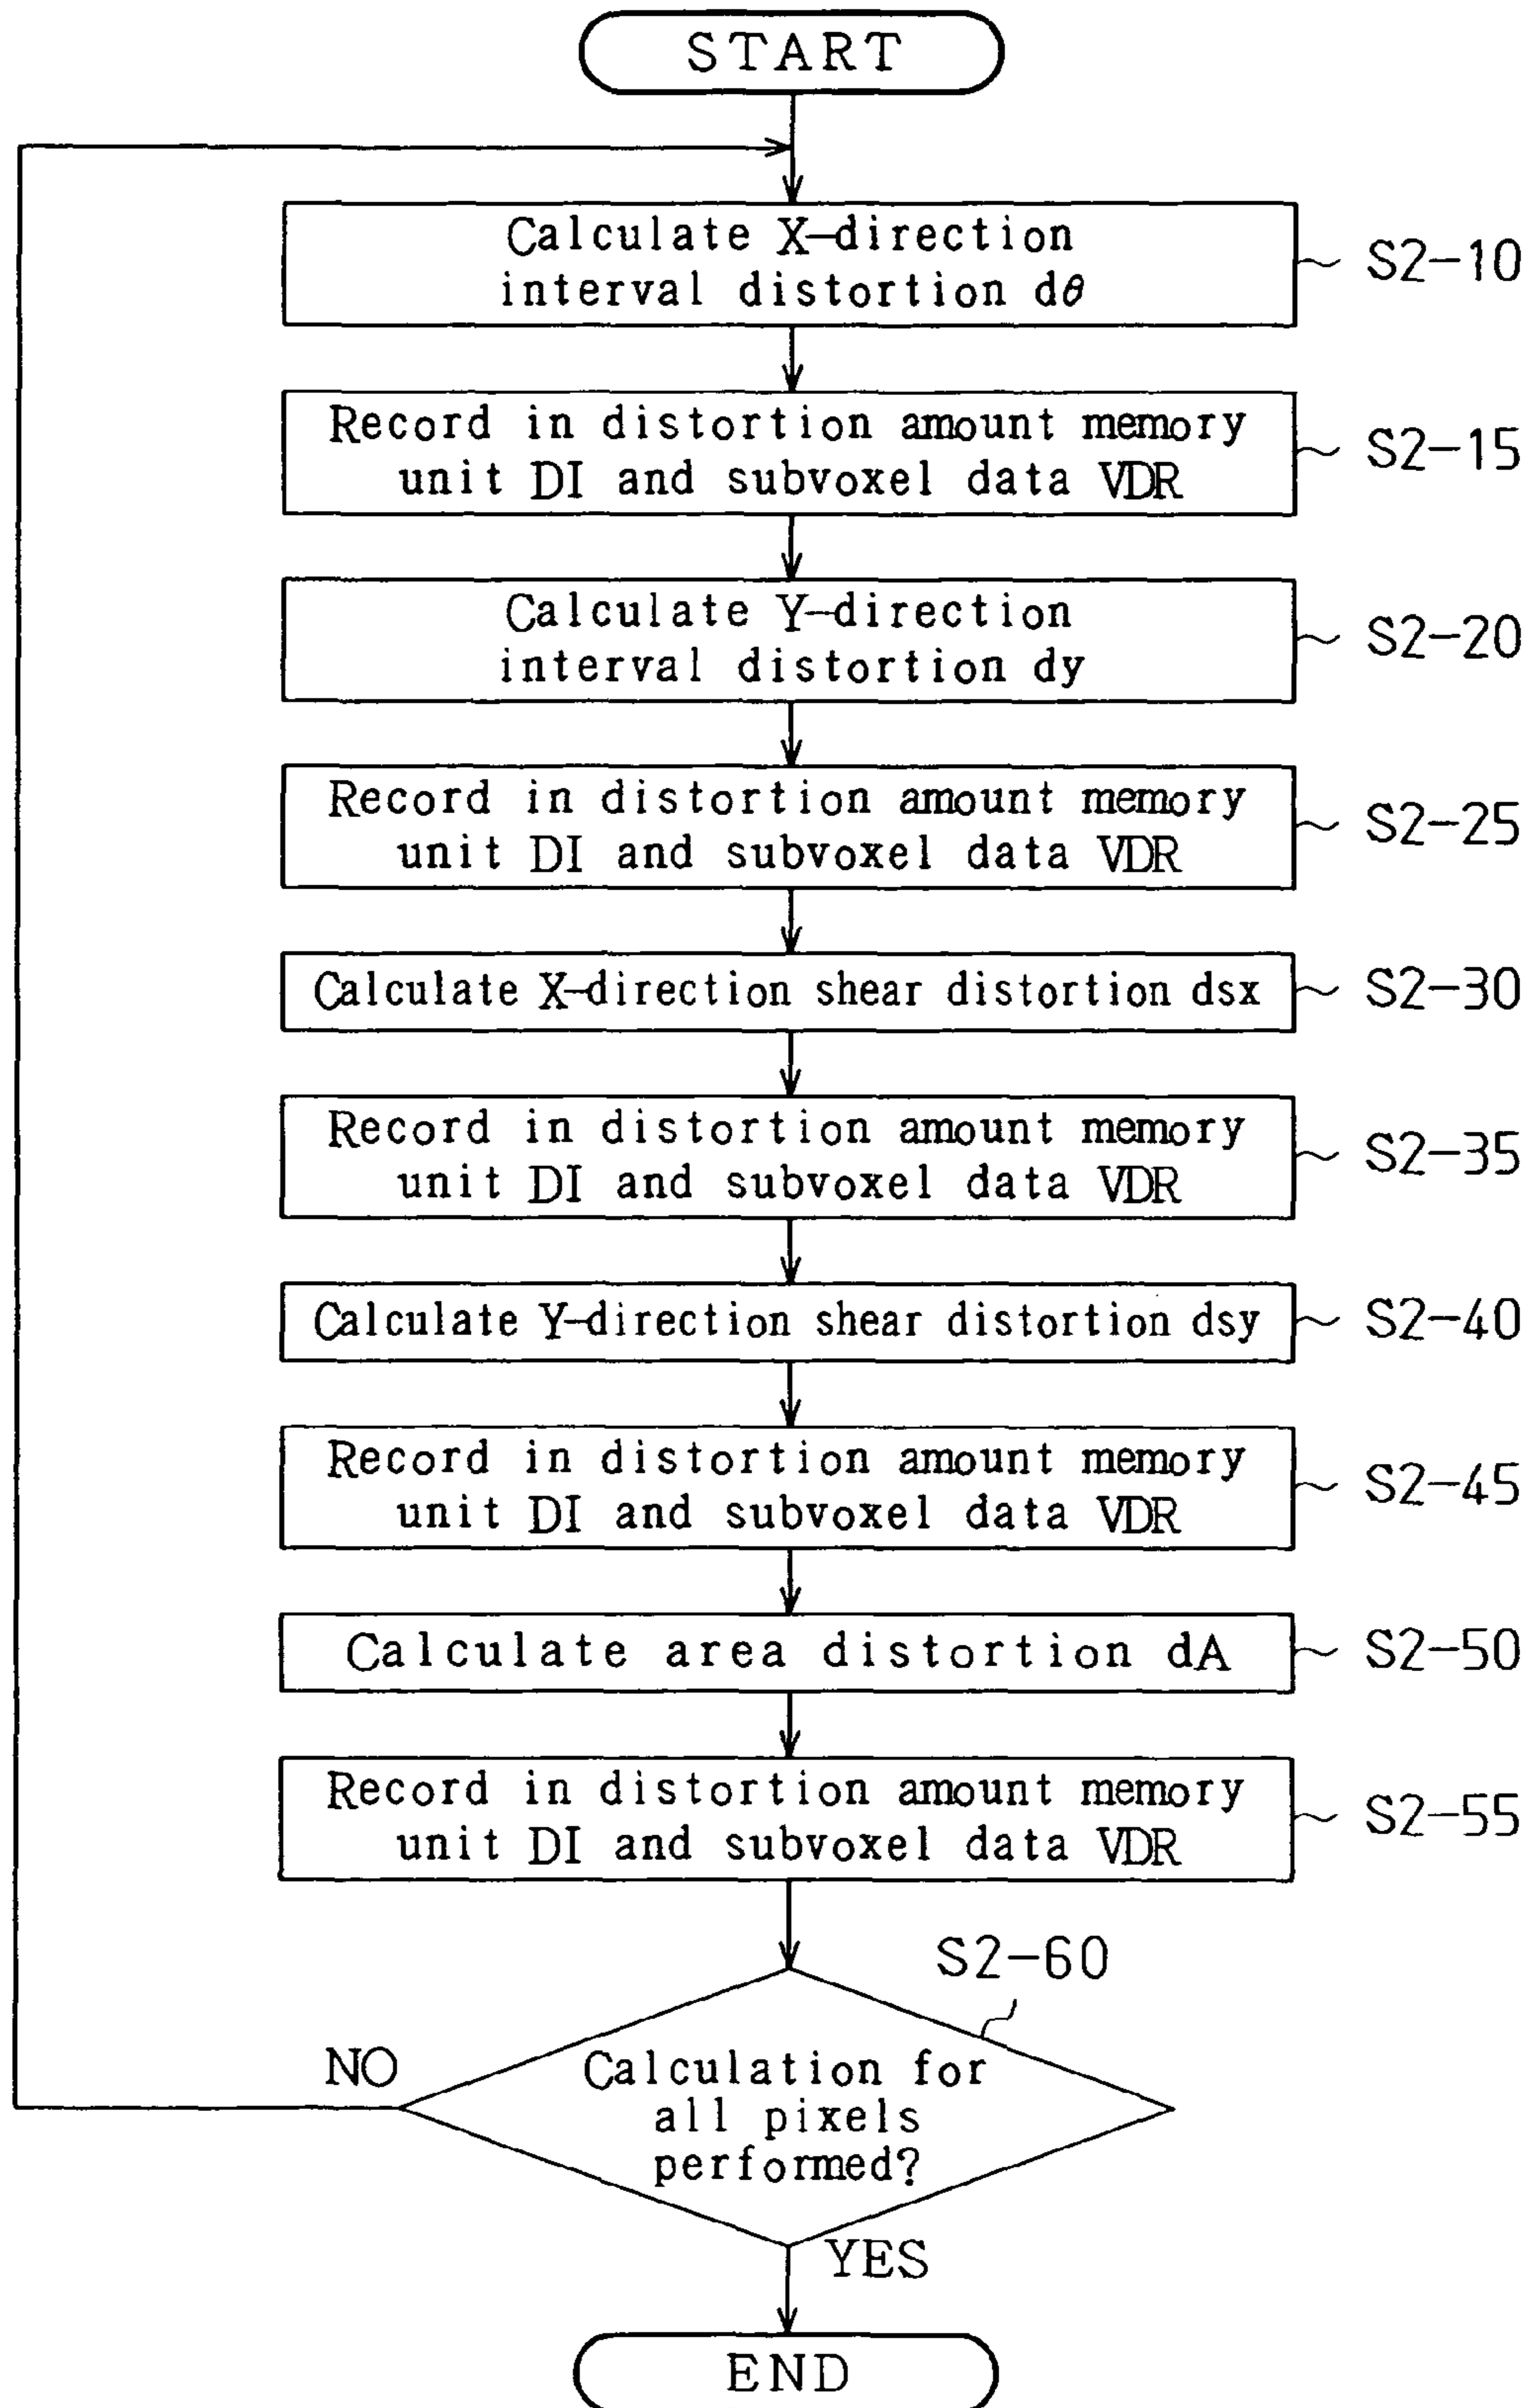 START
Calculate X-direction
interval distortion dθ
S2-10
Record in distortion amount memory
unit DI and subvoxel data VDR
S2-15
Calculate Y-direction
interval distortion dy
S2-20
Record in distortion amount memory
unit DI and subvoxel data VDR
S2-25
Calculate X-direction shear distortion dsx
S2-30
Record in distortion amount memory
unit DI and subvoxel data VDR
S2-35
Calculate Y-direction shear distortion dsy
S2-40
Record in distortion amount memory
unit DI and subvoxel data VDR
S2-45
Calculate area distortion dA
S2-50
Record in distortion amount memory
unit DI and subvoxel data VDR
S2-55
S2-60
NO
Calculation for
all pixels
performed?
YES
END